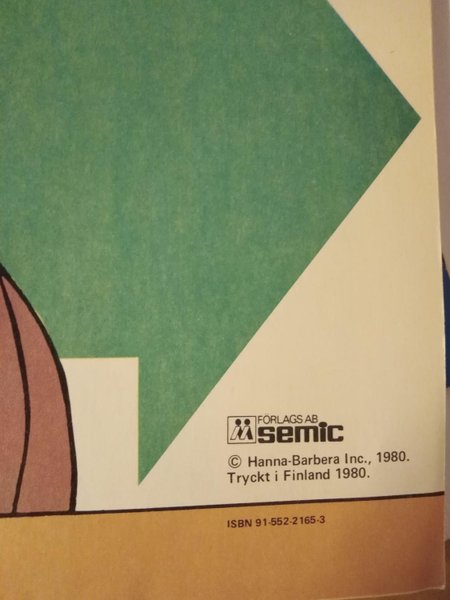 FÖRLAGS AB
semic
© Hanna-Barbera Inc., 1980.
Tryckt i Finland 1980.
ISBN 91-552-2165-3